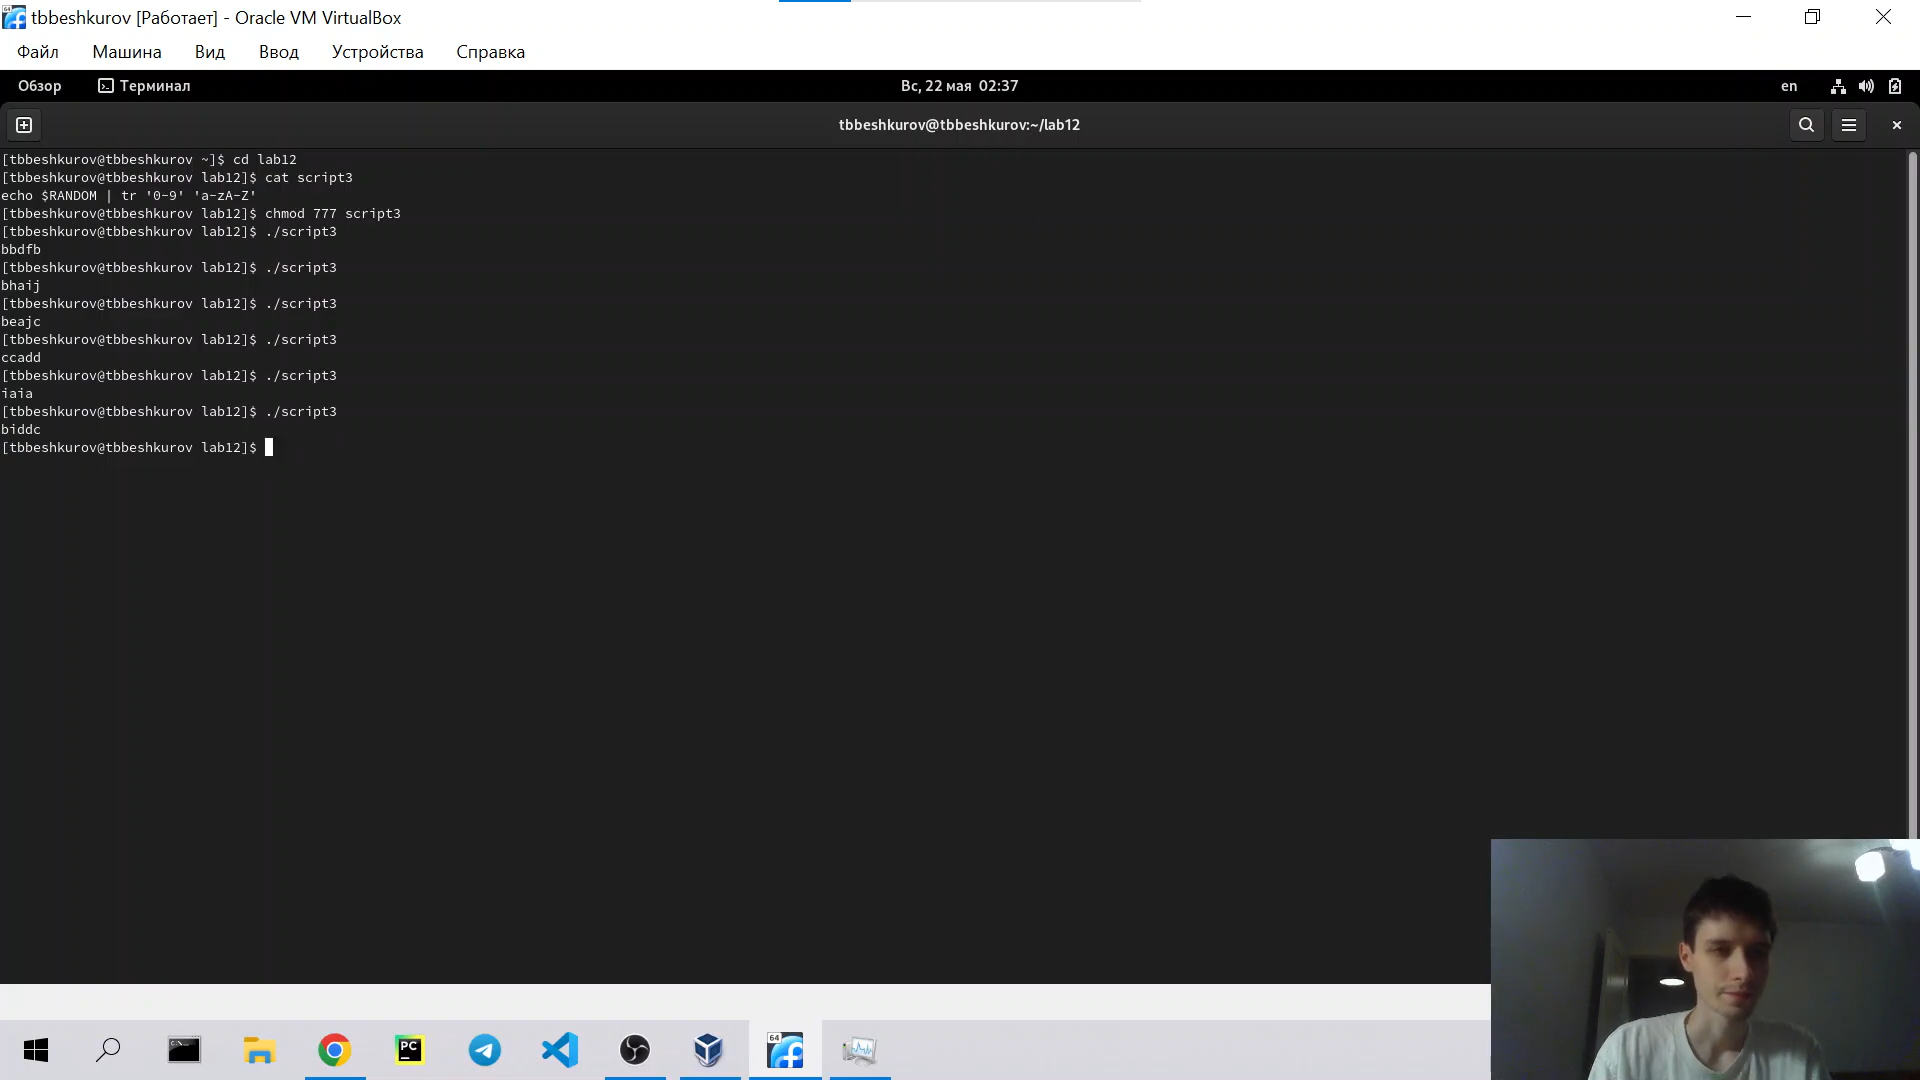 tbbeshkurov [Работает] - Oracle VM VirtualBox
Файл Машина Вид Ввод Устройства Справка
Обзор Терминал Вс, 22 мая 02:37 en
tbbeshkurov@tbbeshkurov:~/lab12
[tbbeshkurov@tbbeshkurov ~]$ cd lab12
[tbbeshkurov@tbbeshkurov lab12]$ cat script3
echo $RANDOM | tr '0-9' 'a-zA-Z'
[tbbeshkurov@tbbeshkurov lab12]$ chmod 777 script3
[tbbeshkurov@tbbeshkurov lab12]$ ./script3
bbdfb
[tbbeshkurov@tbbeshkurov lab12]$ ./script3
bhaij
[tbbeshkurov@tbbeshkurov lab12]$ ./script3
beajc
[tbbeshkurov@tbbeshkurov lab12]$ ./script3
ccadd
[tbbeshkurov@tbbeshkurov lab12]$ ./script3
iaia
[tbbeshkurov@tbbeshkurov lab12]$ ./script3
biddc
[tbbeshkurov@tbbeshkurov lab12]$
PC 64